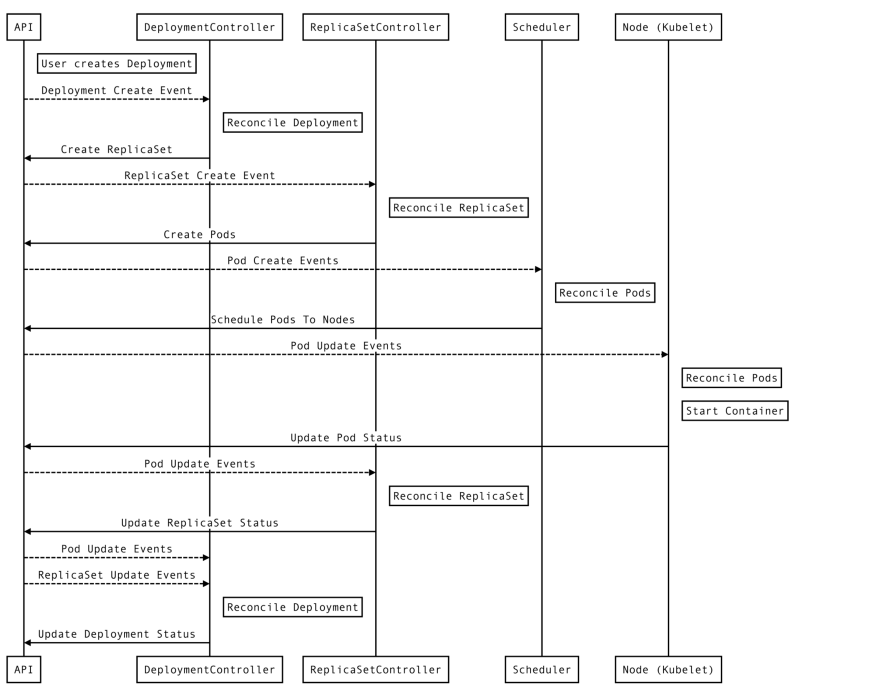 API
DeploymentController
ReplicaSetController
Scheduler
Node (Kubelet)
User creates Deployment
Deployment Create Event
Reconcile Deployment
Create ReplicaSet
ReplicaSet Create Event
Reconcile ReplicaSet
Create Pods
Pod Create Events
Reconcile Pods
Schedule Pods To Nodes
Pod Update Events
Reconcile Pods
Start Container
Update Pod Status
Pod Update Events
Reconcile ReplicaSet
Update ReplicaSet Status
Pod Update Events
ReplicaSet Update Events
Reconcile Deployment
Update Deployment Status
API
DeploymentController
ReplicaSetController
Scheduler
Node (Kubelet)